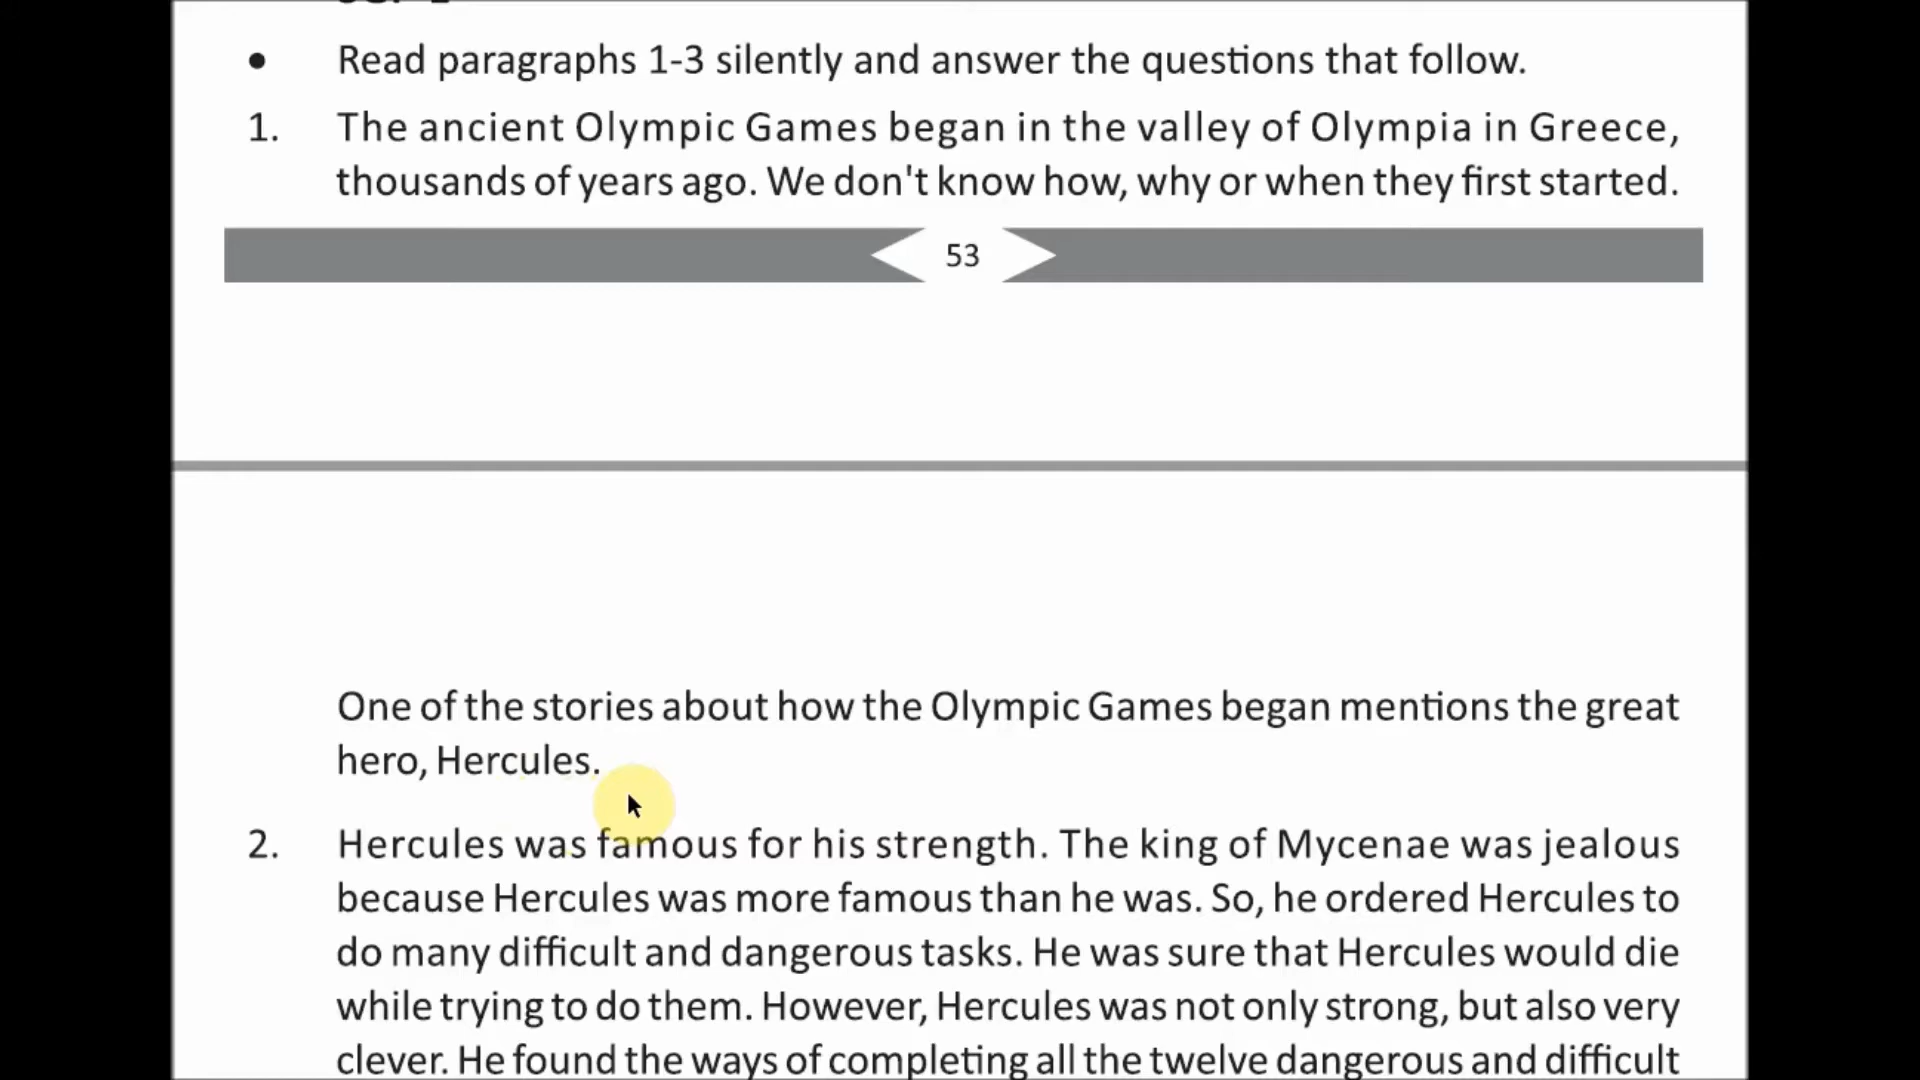 • Read paragraphs 1-3 silently and answer the questions that follow.
1. The ancient Olympic Games began in the valley of Olympia in Greece,
thousands of years ago. We don't know how, why or when they first started.
53
One of the stories about how the Olympic Games began mentions the great
hero, Hercules.
2. Hercules was famous for his strength. The king of Mycenae was jealous
because Hercules was more famous than he was. So, he ordered Hercules to
do many difficult and dangerous tasks. He was sure that Hercules would die
while trying to do them. However, Hercules was not only strong, but also very
clever. He found the ways of completing all the twelve dangerous and difficult